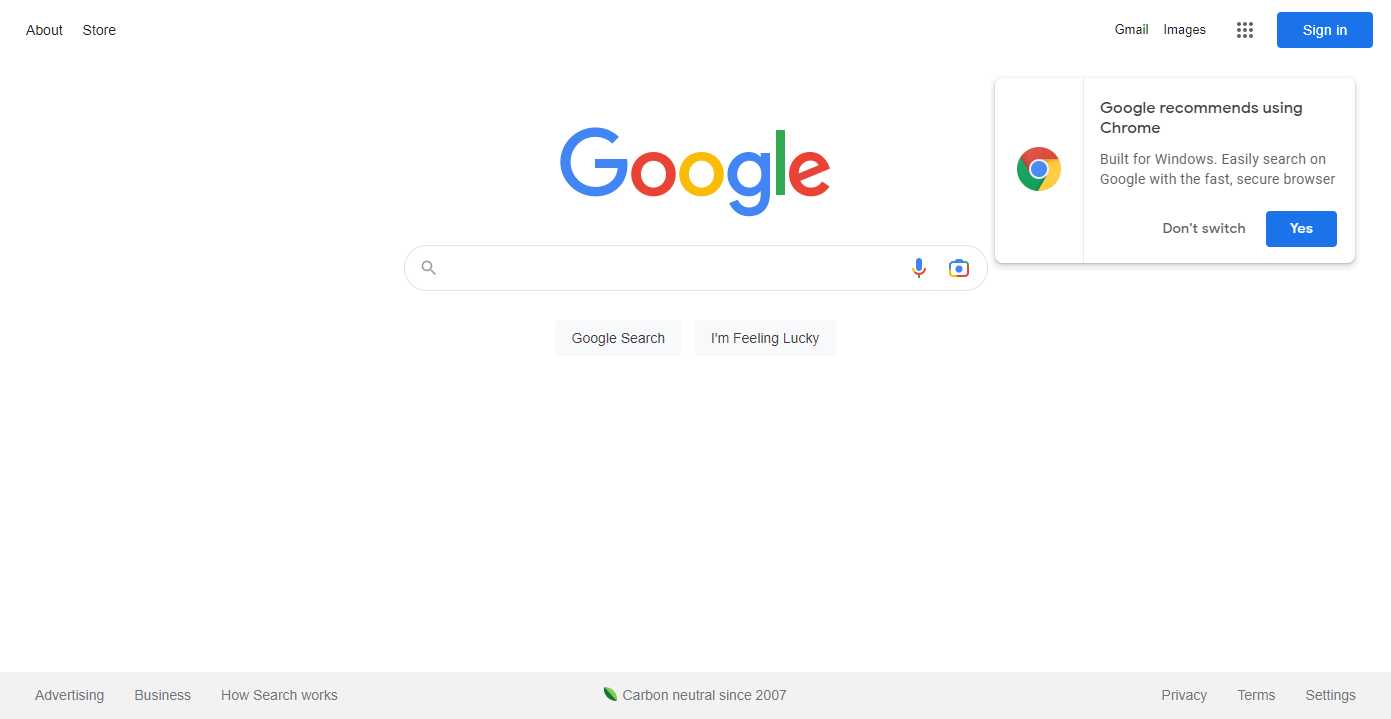 About Store
Gmail Images
Sign in
Google recommends using
Chrome
Built for Windows. Easily search on
Google with the fast, secure browser
Don't switch
Yes
Google
Google Search
I'm Feeling Lucky
Advertising Business How Search works
Carbon neutral since 2007
Privacy Terms Settings